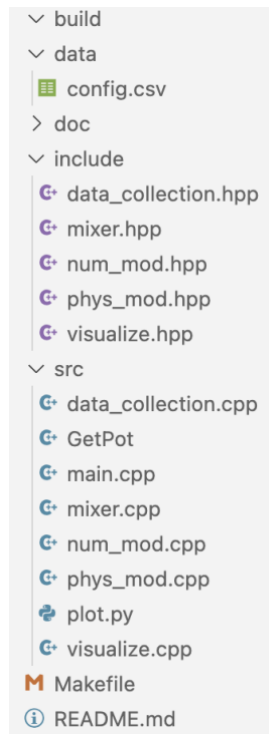 build
data
config.csv
doc
include
data_collection.hpp
mixer.hpp
num_mod.hpp
phys_mod.hpp
visualize.hpp
src
data_collection.cpp
GetPot
main.cpp
mixer.cpp
num_mod.cpp
phys_mod.cpp
plot.py
visualize.cpp
Makefile
README.md